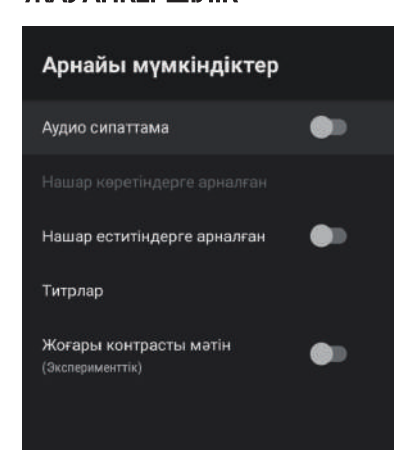 Арнайы мүмкіндіктер
Аудио сипаттама
Нашар көретіндерге арналған
Нашар еститіндерге арналған
Титрлар
Жоғары контрасты мәтін
(Эксперименттік)